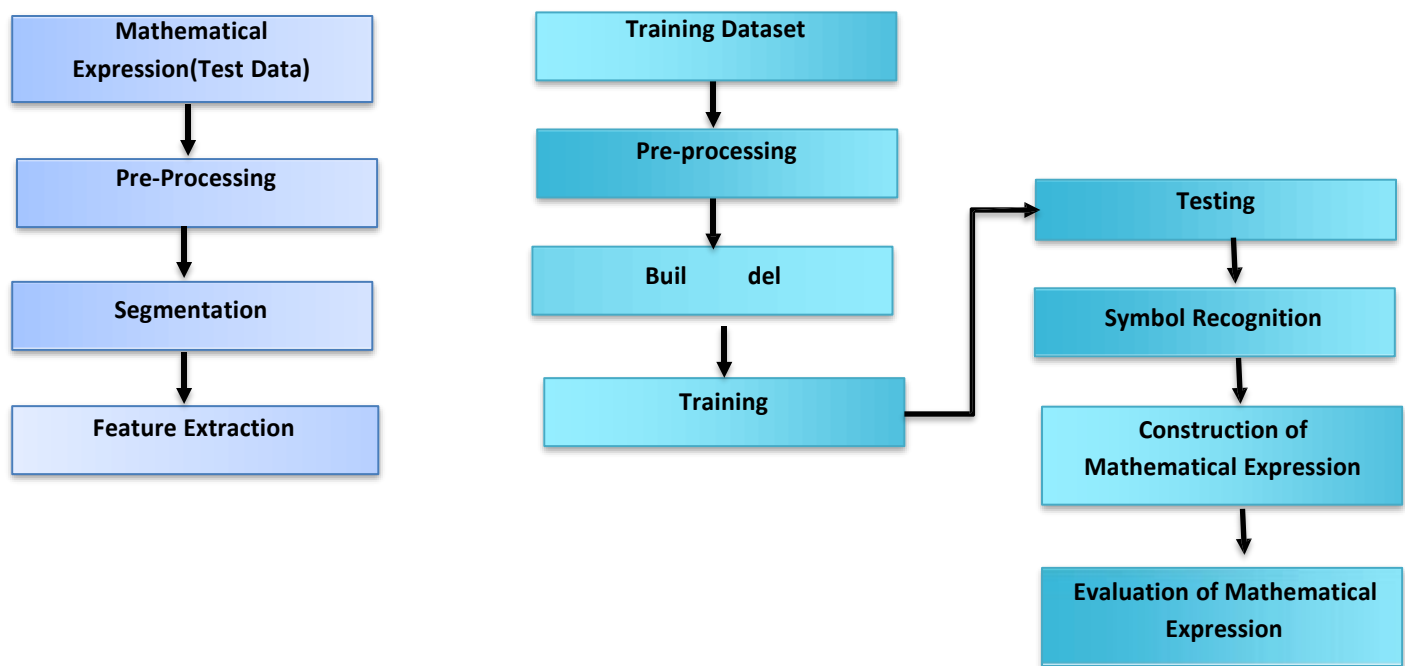 Mathematical
Expression(Test Data)
Pre-Processing
Segmentation
Feature Extraction
Training Dataset
Pre-processing
Buil del
Training
Testing
Symbol Recognition
Construction of
Mathematical Expression
Evaluation of Mathematical
Expression